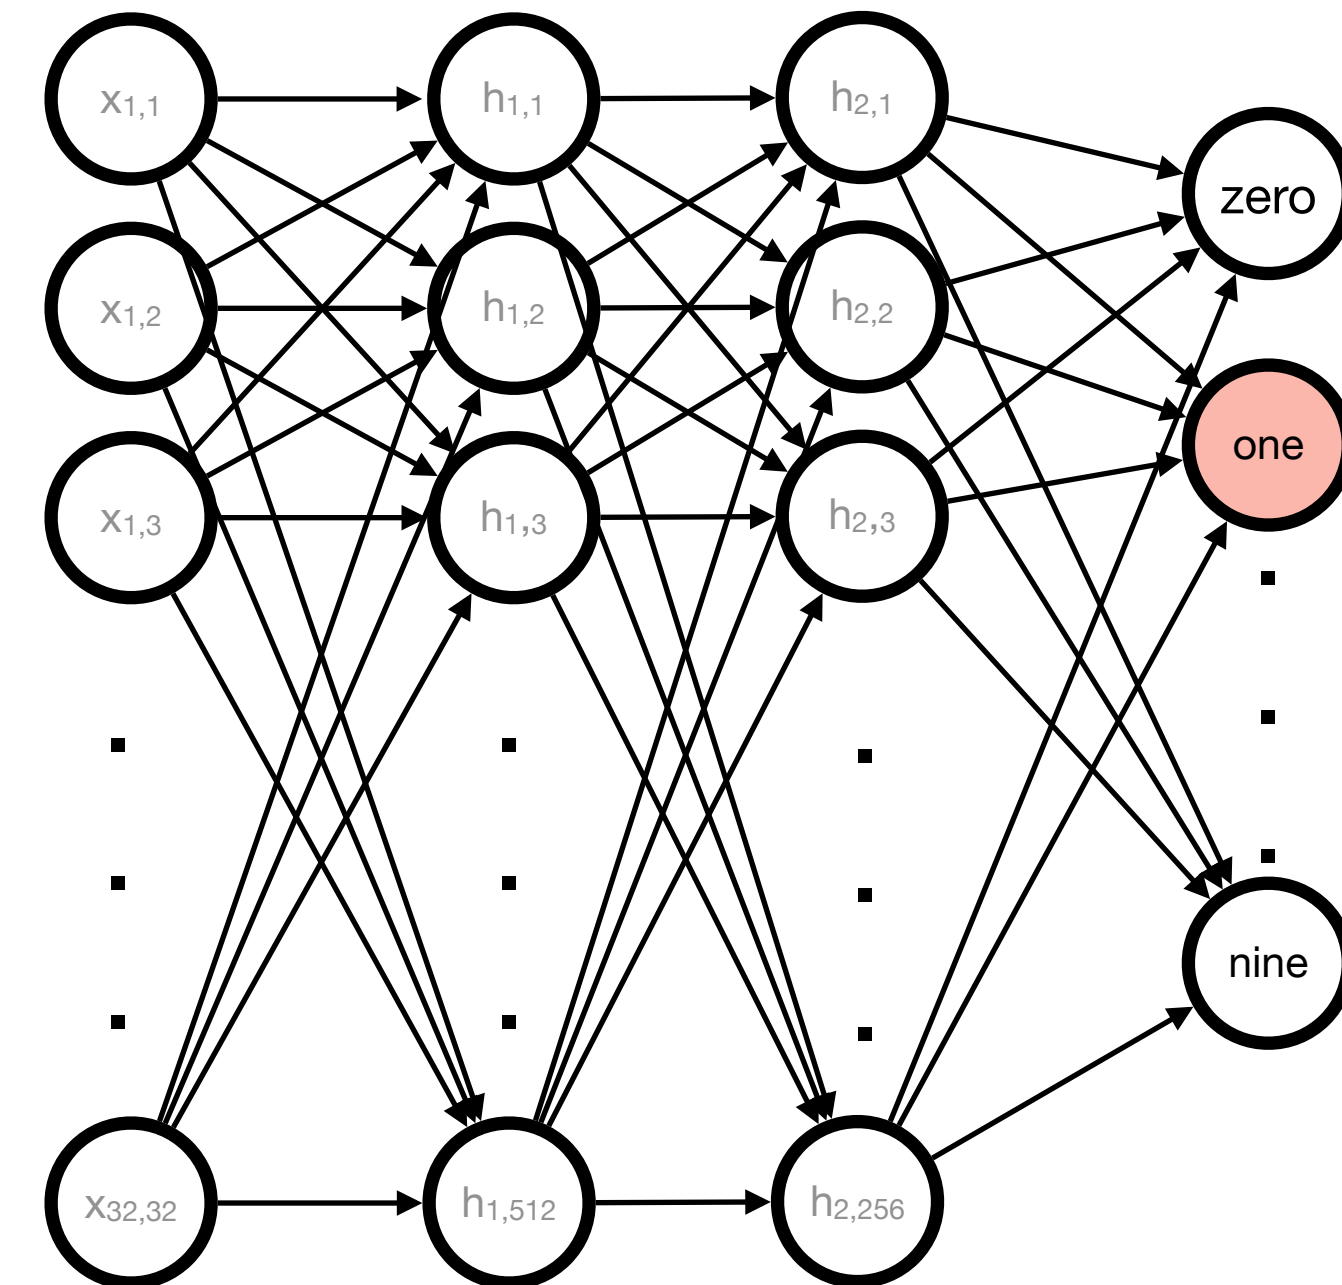 x1,1
h1,1
h2,1
zero
x1,2
h1,2
h2,2
one
x1,3
h1,3
h2,3
nine
x32,32
h1,512
h2,256